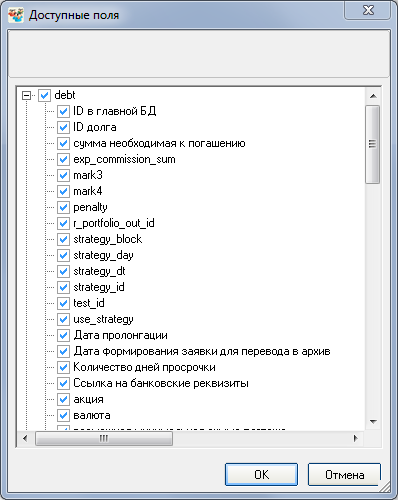 Доступные поля
debt
ID в главной БД
ID долга
сумма необходимая к погашению
exp_commission_sum
mark3
mark4
penalty
r_portfolio_out_id
strategy_block
strategy_day
strategy_dt
strategy_id
test_id
use_strategy
Дата пролонгации
Дата формирования заявки для перевода в архив
Количество дней просрочки
Ссылка на банковские реквизиты
акция
валюта
OK
Отмена